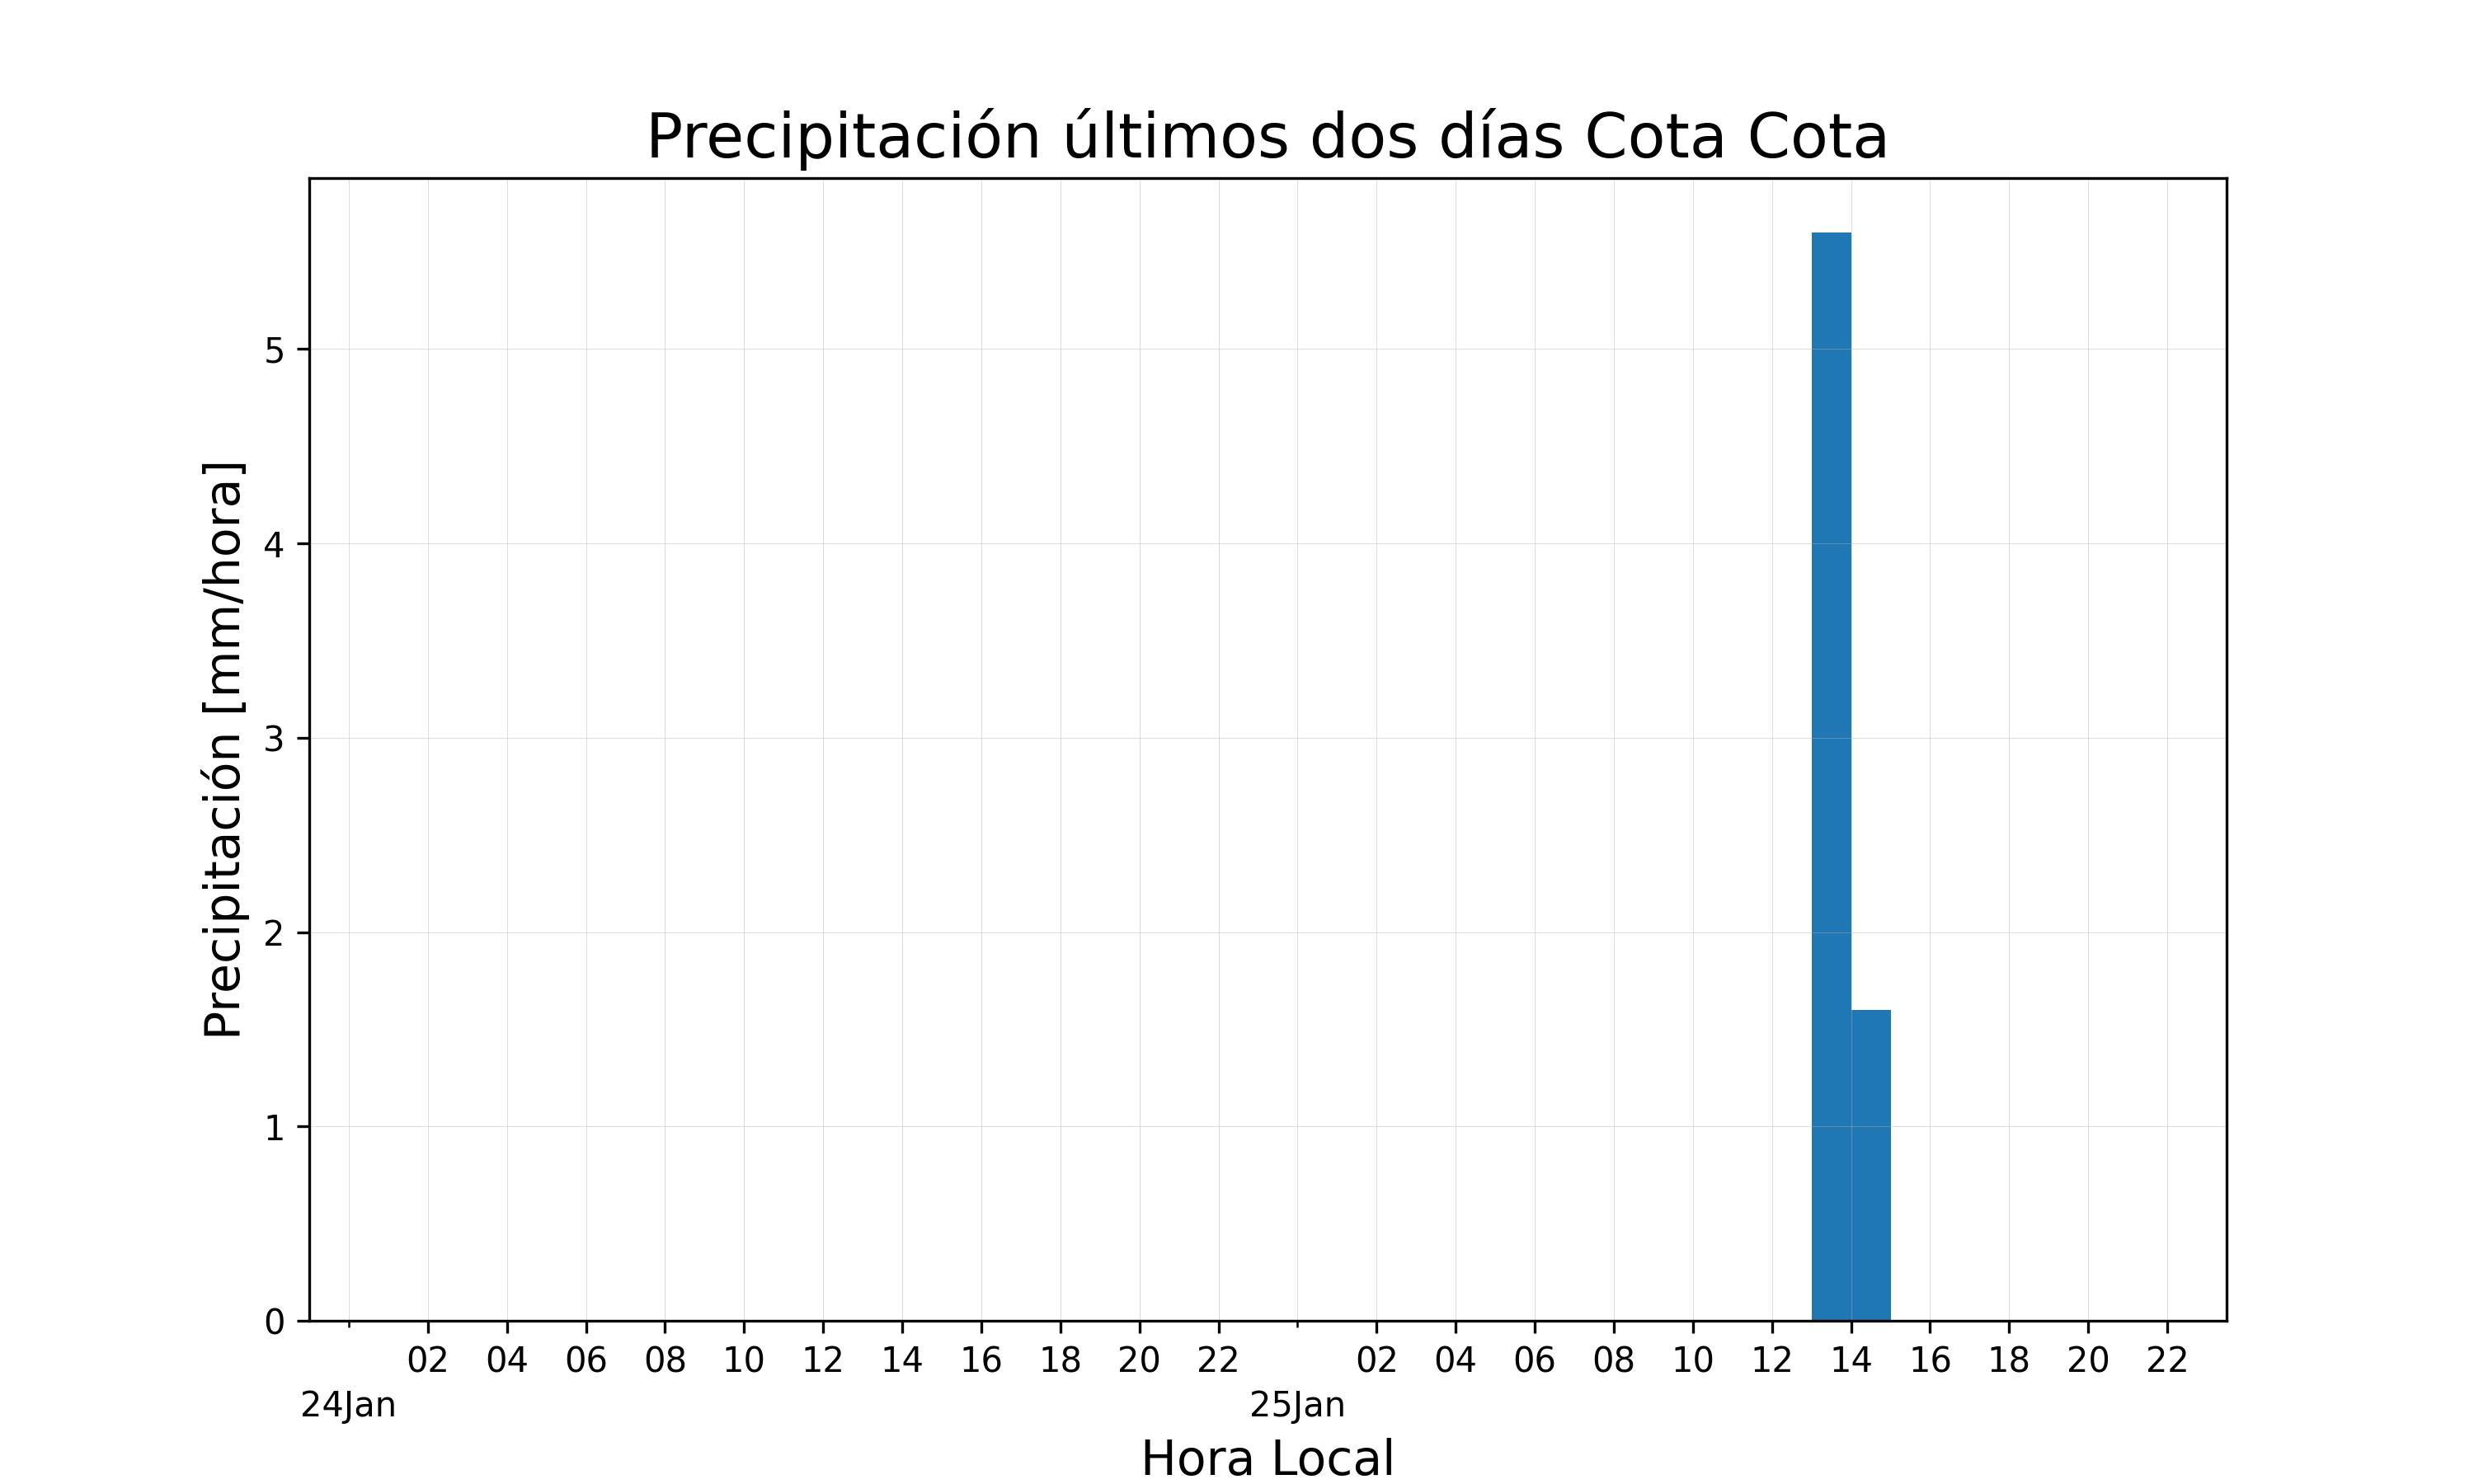 Precipitación últimos dos días Cota Cota
Precipitación [mm/hora]
5
4
3
2
1
0
02 04 06 08 10 12 14 16 18 20 22 02 04 06 08 10 12 14 16 18 20 22
24Jan 25Jan
Hora Local